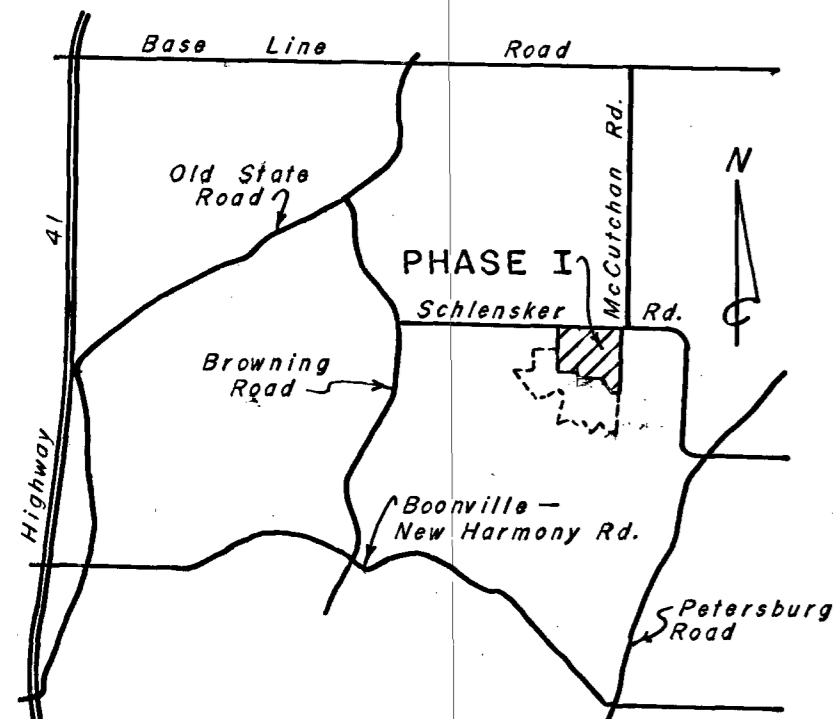 Base Line Road
McCutchan Rd.
Old State
Road
N
41
PHASE I
Schlensker Rd.
Browning
Road
Highway
Boonville —
New Harmony Rd.
Petersburg
Road